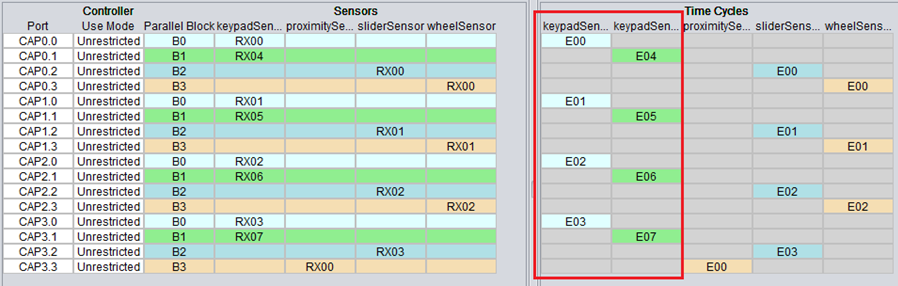 Controller Sensors Time Cycles
Port Use Mode Parallel Block keypadSen... proximitySe... sliderSensor wheelSensor keypadSen... keypadSen... proximitySe... sliderSensor wheelSens...
CAP0.0 Unrestricted B0 RX00 E00
CAP0.1 Unrestricted B1 RX04 E04
CAP0.2 Unrestricted B2 RX00 E00
CAP0.3 Unrestricted B3 RX00 E00
CAP1.0 Unrestricted B0 RX01 E01
CAP1.1 Unrestricted B1 RX05 E05
CAP1.2 Unrestricted B2 RX01 E01
CAP1.3 Unrestricted B3 RX01 E01
CAP2.0 Unrestricted B0 RX02 E02
CAP2.1 Unrestricted B1 RX06 E06
CAP2.2 Unrestricted B2 RX02 E02
CAP2.3 Unrestricted B3 RX02 E02
CAP3.0 Unrestricted B0 RX03 E03
CAP3.1 Unrestricted B1 RX07 E07
CAP3.2 Unrestricted B2 RX03 E03
CAP3.3 Unrestricted B3 RX00 E00